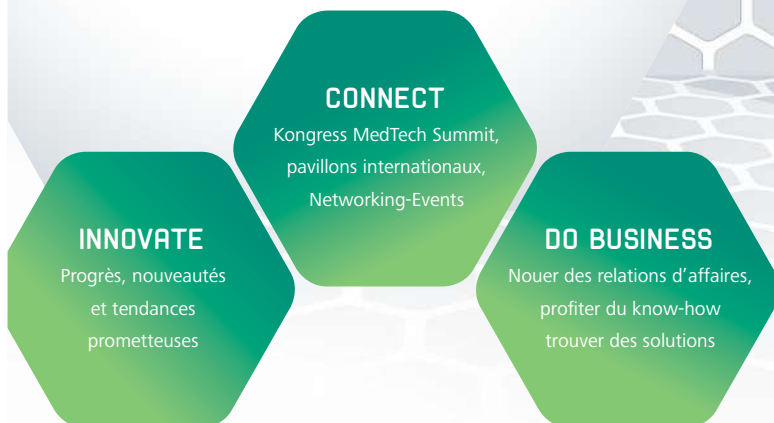 CONNECT
Kongress MedTech Summit,
pavillons internationaux,
Networking-Events
INNOVATE
Progrès, nouveautés
et tendances
prometteuses
DO BUSINESS
Nouer des relations d’affaires,
profiter du know-how
trouver des solutions